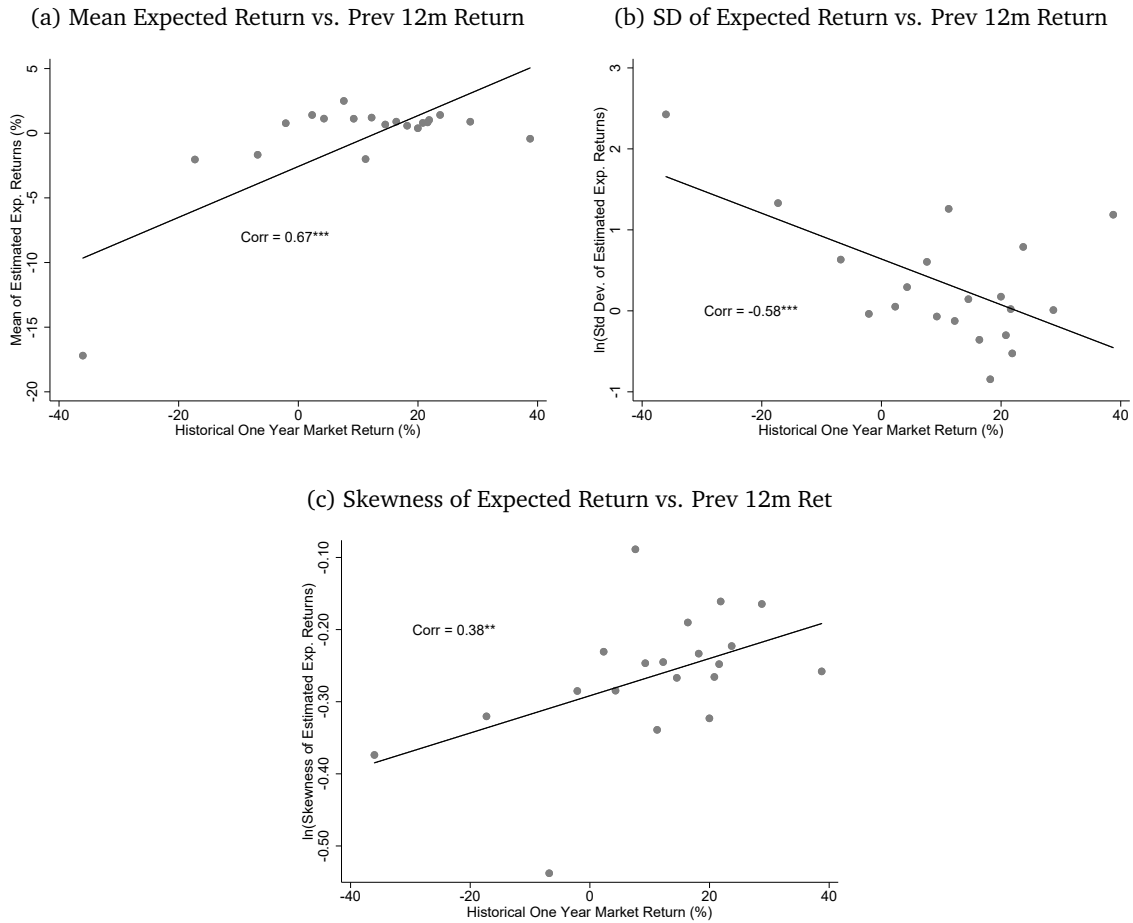 (a) Mean Expected Return vs. Prev 12m Return
5
0
-5
-10
-15
-20
Mean of Estimated Exp. Returns (%)
Corr = 0.67***
-40
-20
0
20
40
Historical One Year Market Return (%)
(b) SD of Expected Return vs. Prev 12m Return
3
2
1
0
-1
ln(Std Dev. of Estimated Exp. Returns)
Corr = -0.58***
-40
-20
0
20
40
Historical One Year Market Return (%)
(c) Skewness of Expected Return vs. Prev 12m Ret
-0.10
-0.20
-0.30
-0.40
-0.50
ln(Skewness of Estimated Exp. Returns)
Corr = 0.38**
-40
-20
0
20
40
Historical One Year Market Return (%)